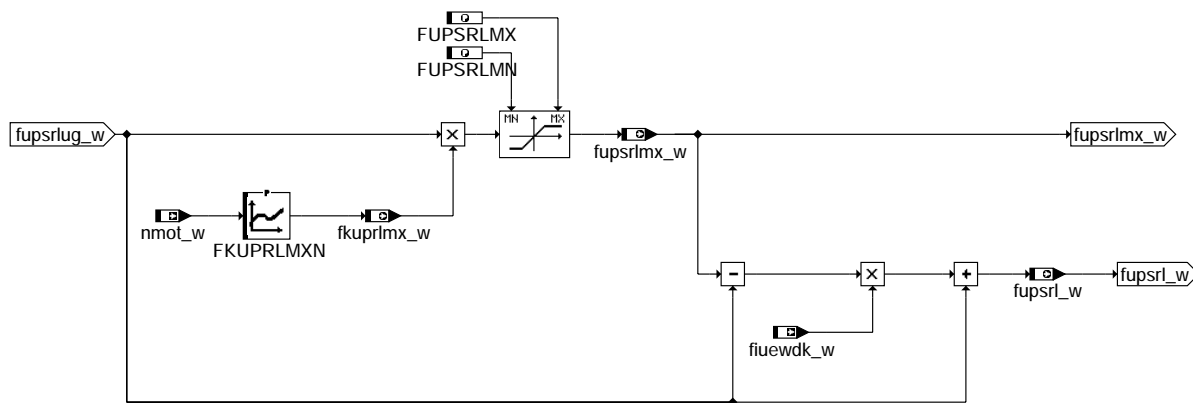 FUPSRLMX
FUPSRLMN
MN MX
fupsrlug_w
fupsrlmx_w
fupsrlmx_w
nmot_w
FKUPRLMXN
fkuprlmx_w
fupsrl_w
fupsrl_w
fiuewdk_w